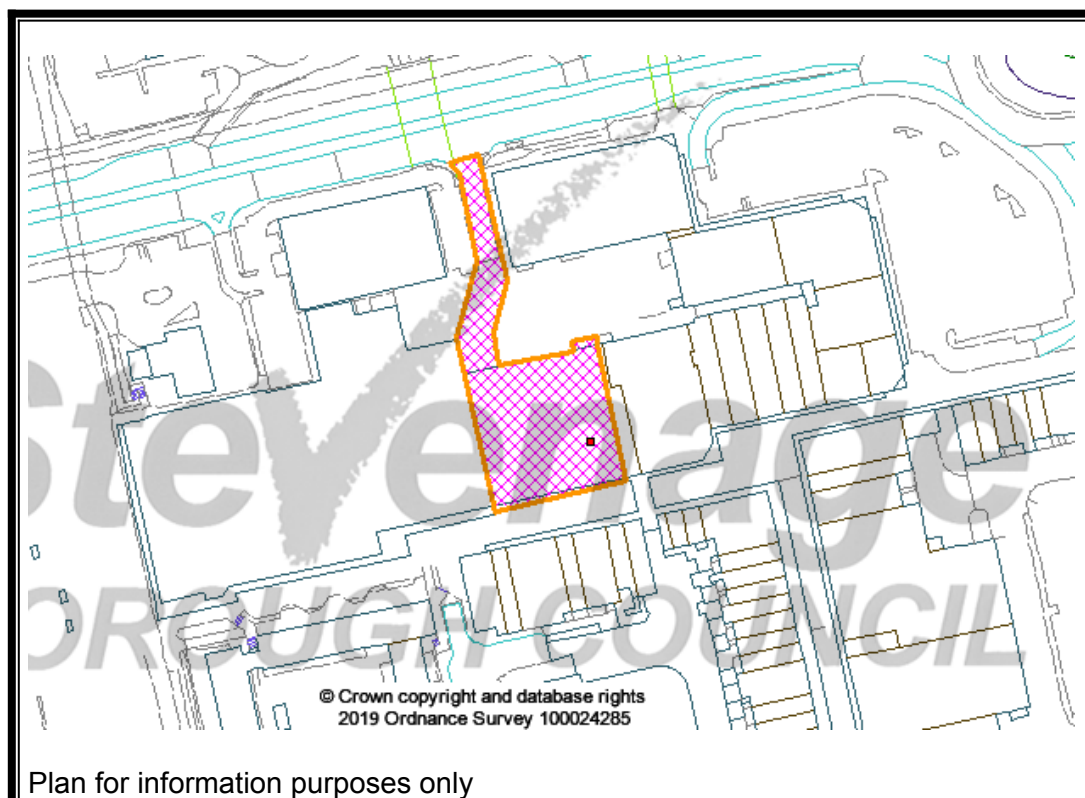 Stevenage
BOROUGH COUNCIL
© Crown copyright and database rights
2019 Ordnance Survey 100024285
Plan for information purposes only